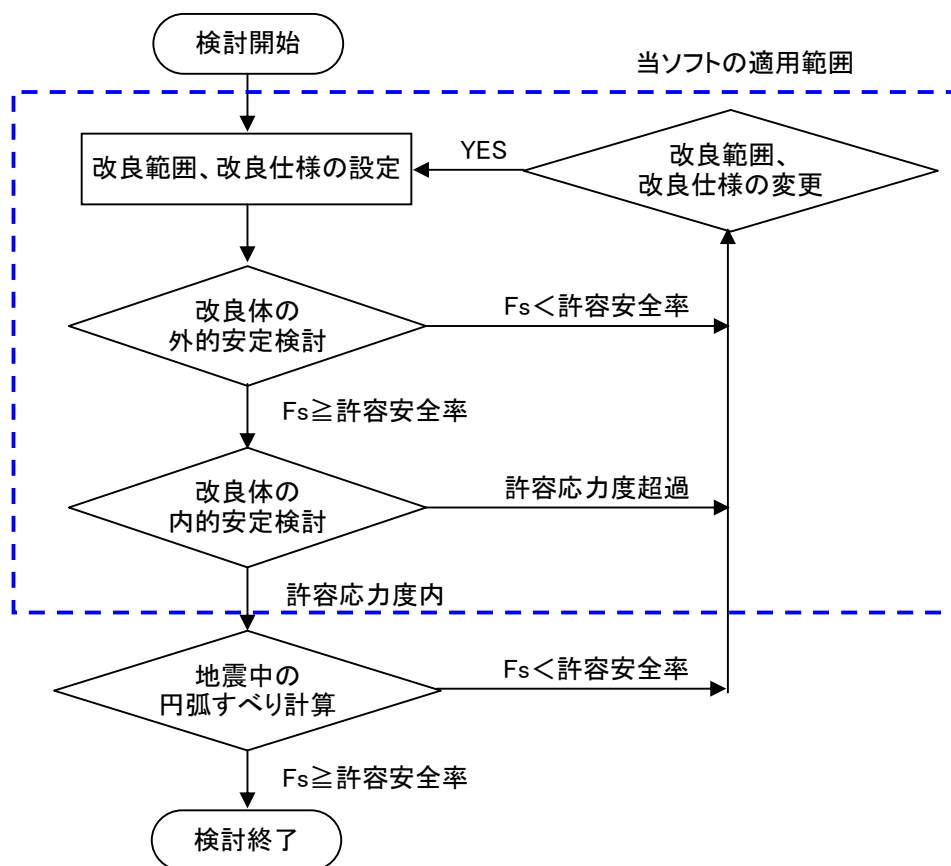 検討開始
当ソフトの適用範囲
改良範囲、改良仕様の設定
YES
改良範囲、
改良仕様の変更
改良体の
外的安定検討
Fs＜許容安全率
Fs≧許容安全率
改良体の
内的安定検討
許容応力度超過
許容応力度内
地震中の
円弧すべり計算
Fs＜許容安全率
Fs≧許容安全率
検討終了